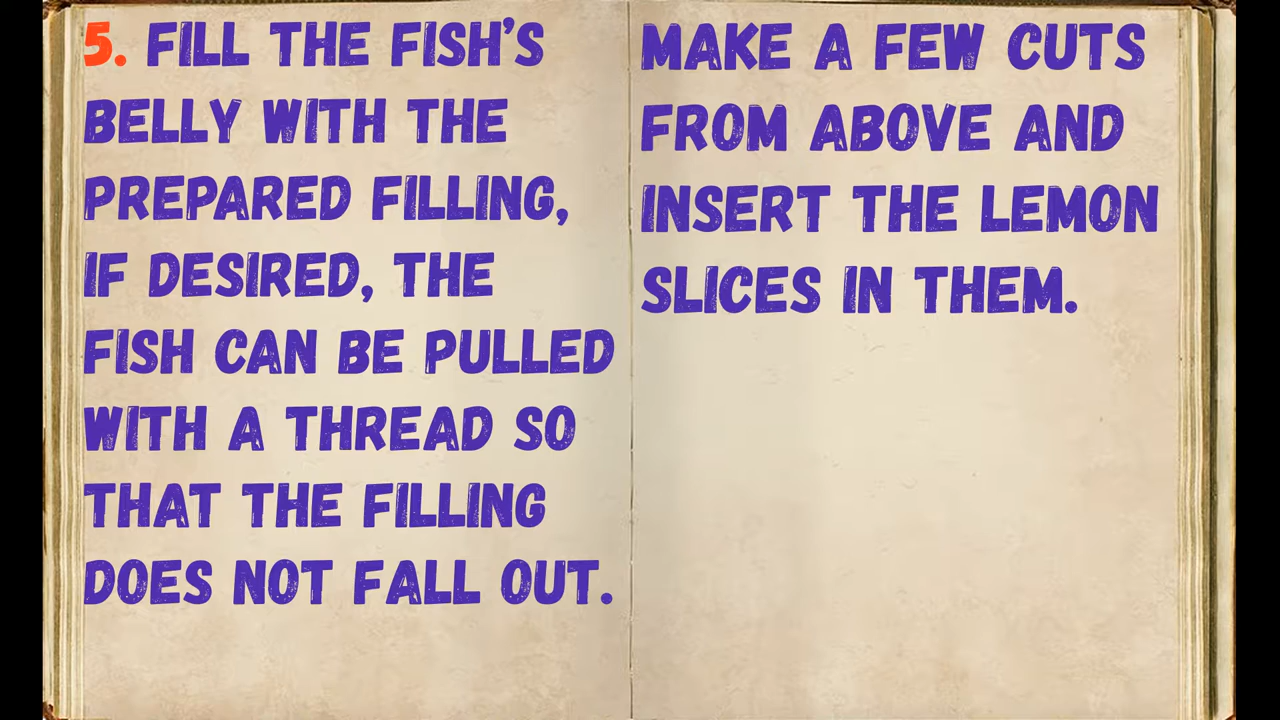 5. FILL THE FISH’S
BELLY WITH THE
PREPARED FILLING,
IF DESIRED, THE
FISH CAN BE PULLED
WITH A THREAD SO
THAT THE FILLING
DOES NOT FALL OUT.
MAKE A FEW CUTS
FROM ABOVE AND
INSERT THE LEMON
SLICES IN THEM.